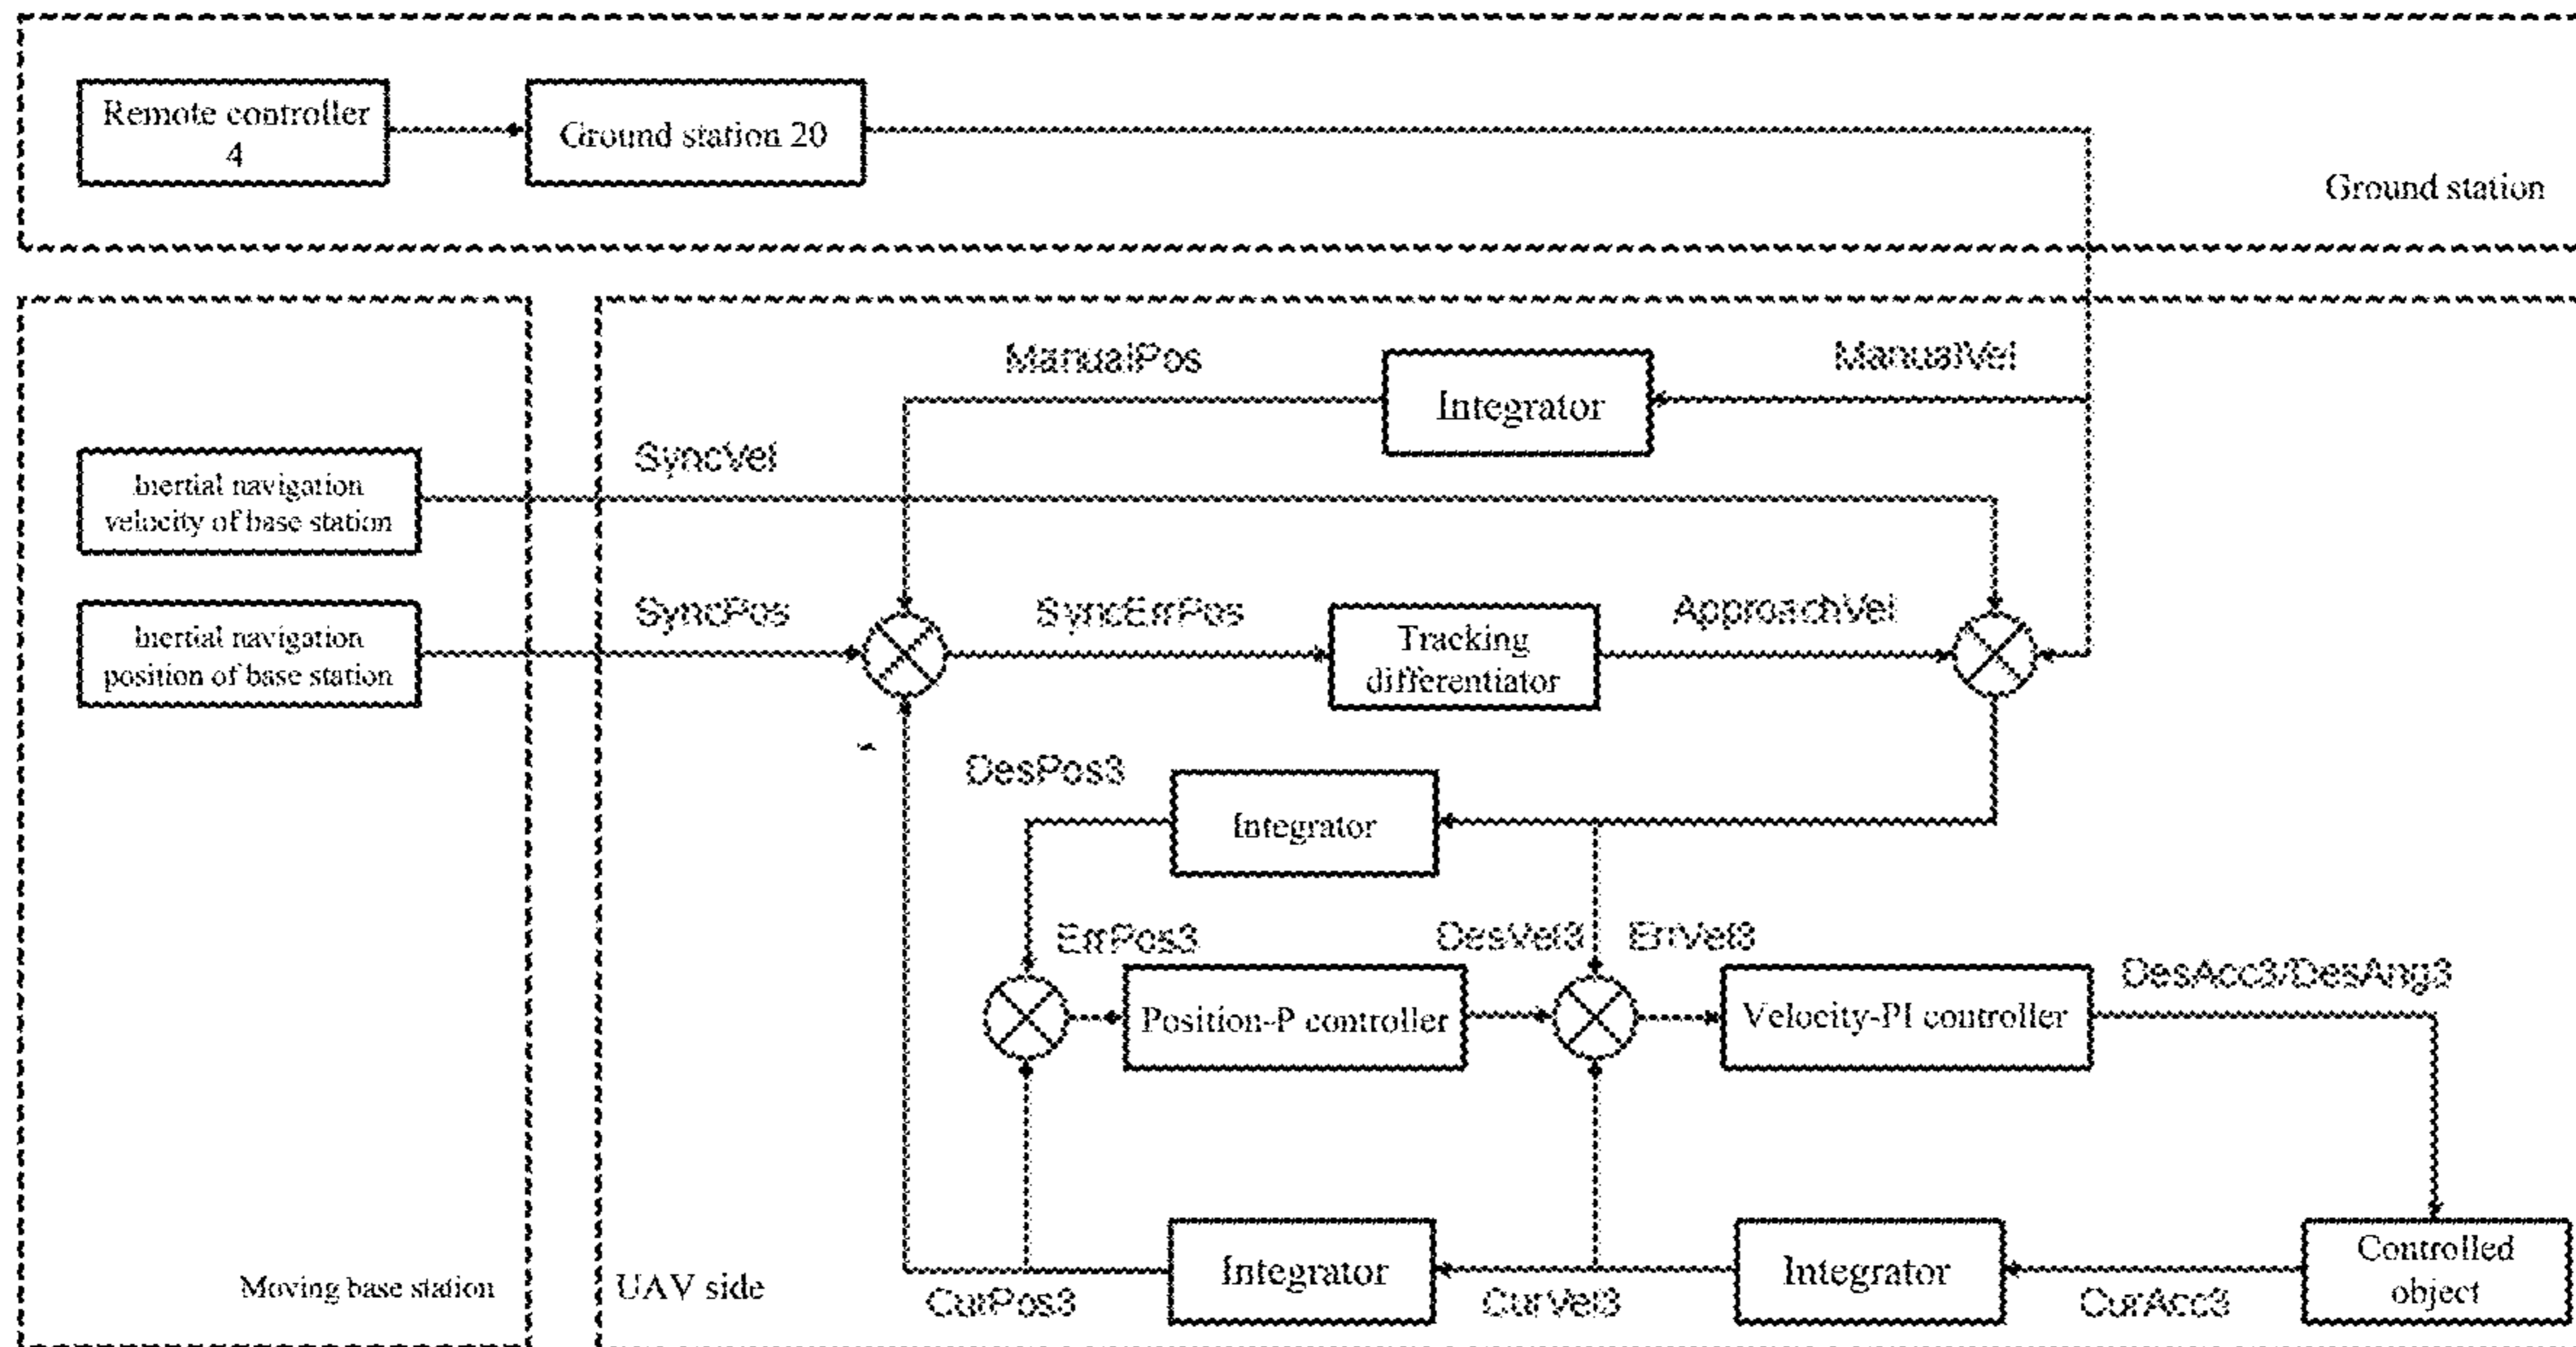 Remote controller
4
Ground station 20
Ground station
ManualPos
Integrator
ManualVel
Inertial navigation
velocity of base station
SyncVel
Inertial navigation
position of base station
SyncPos
SyncErrPos
Tracking
differentiator
ApproachVel
DesPos3
Integrator
ErrPos3
Position-P controller
DesVel3
ErrVel3
Velocity-PI controller
DesAcc3/DesAng3
Moving base station
UAV side
CurPos3
Integrator
CurVel3
Integrator
CurAcc3
Controlled
object